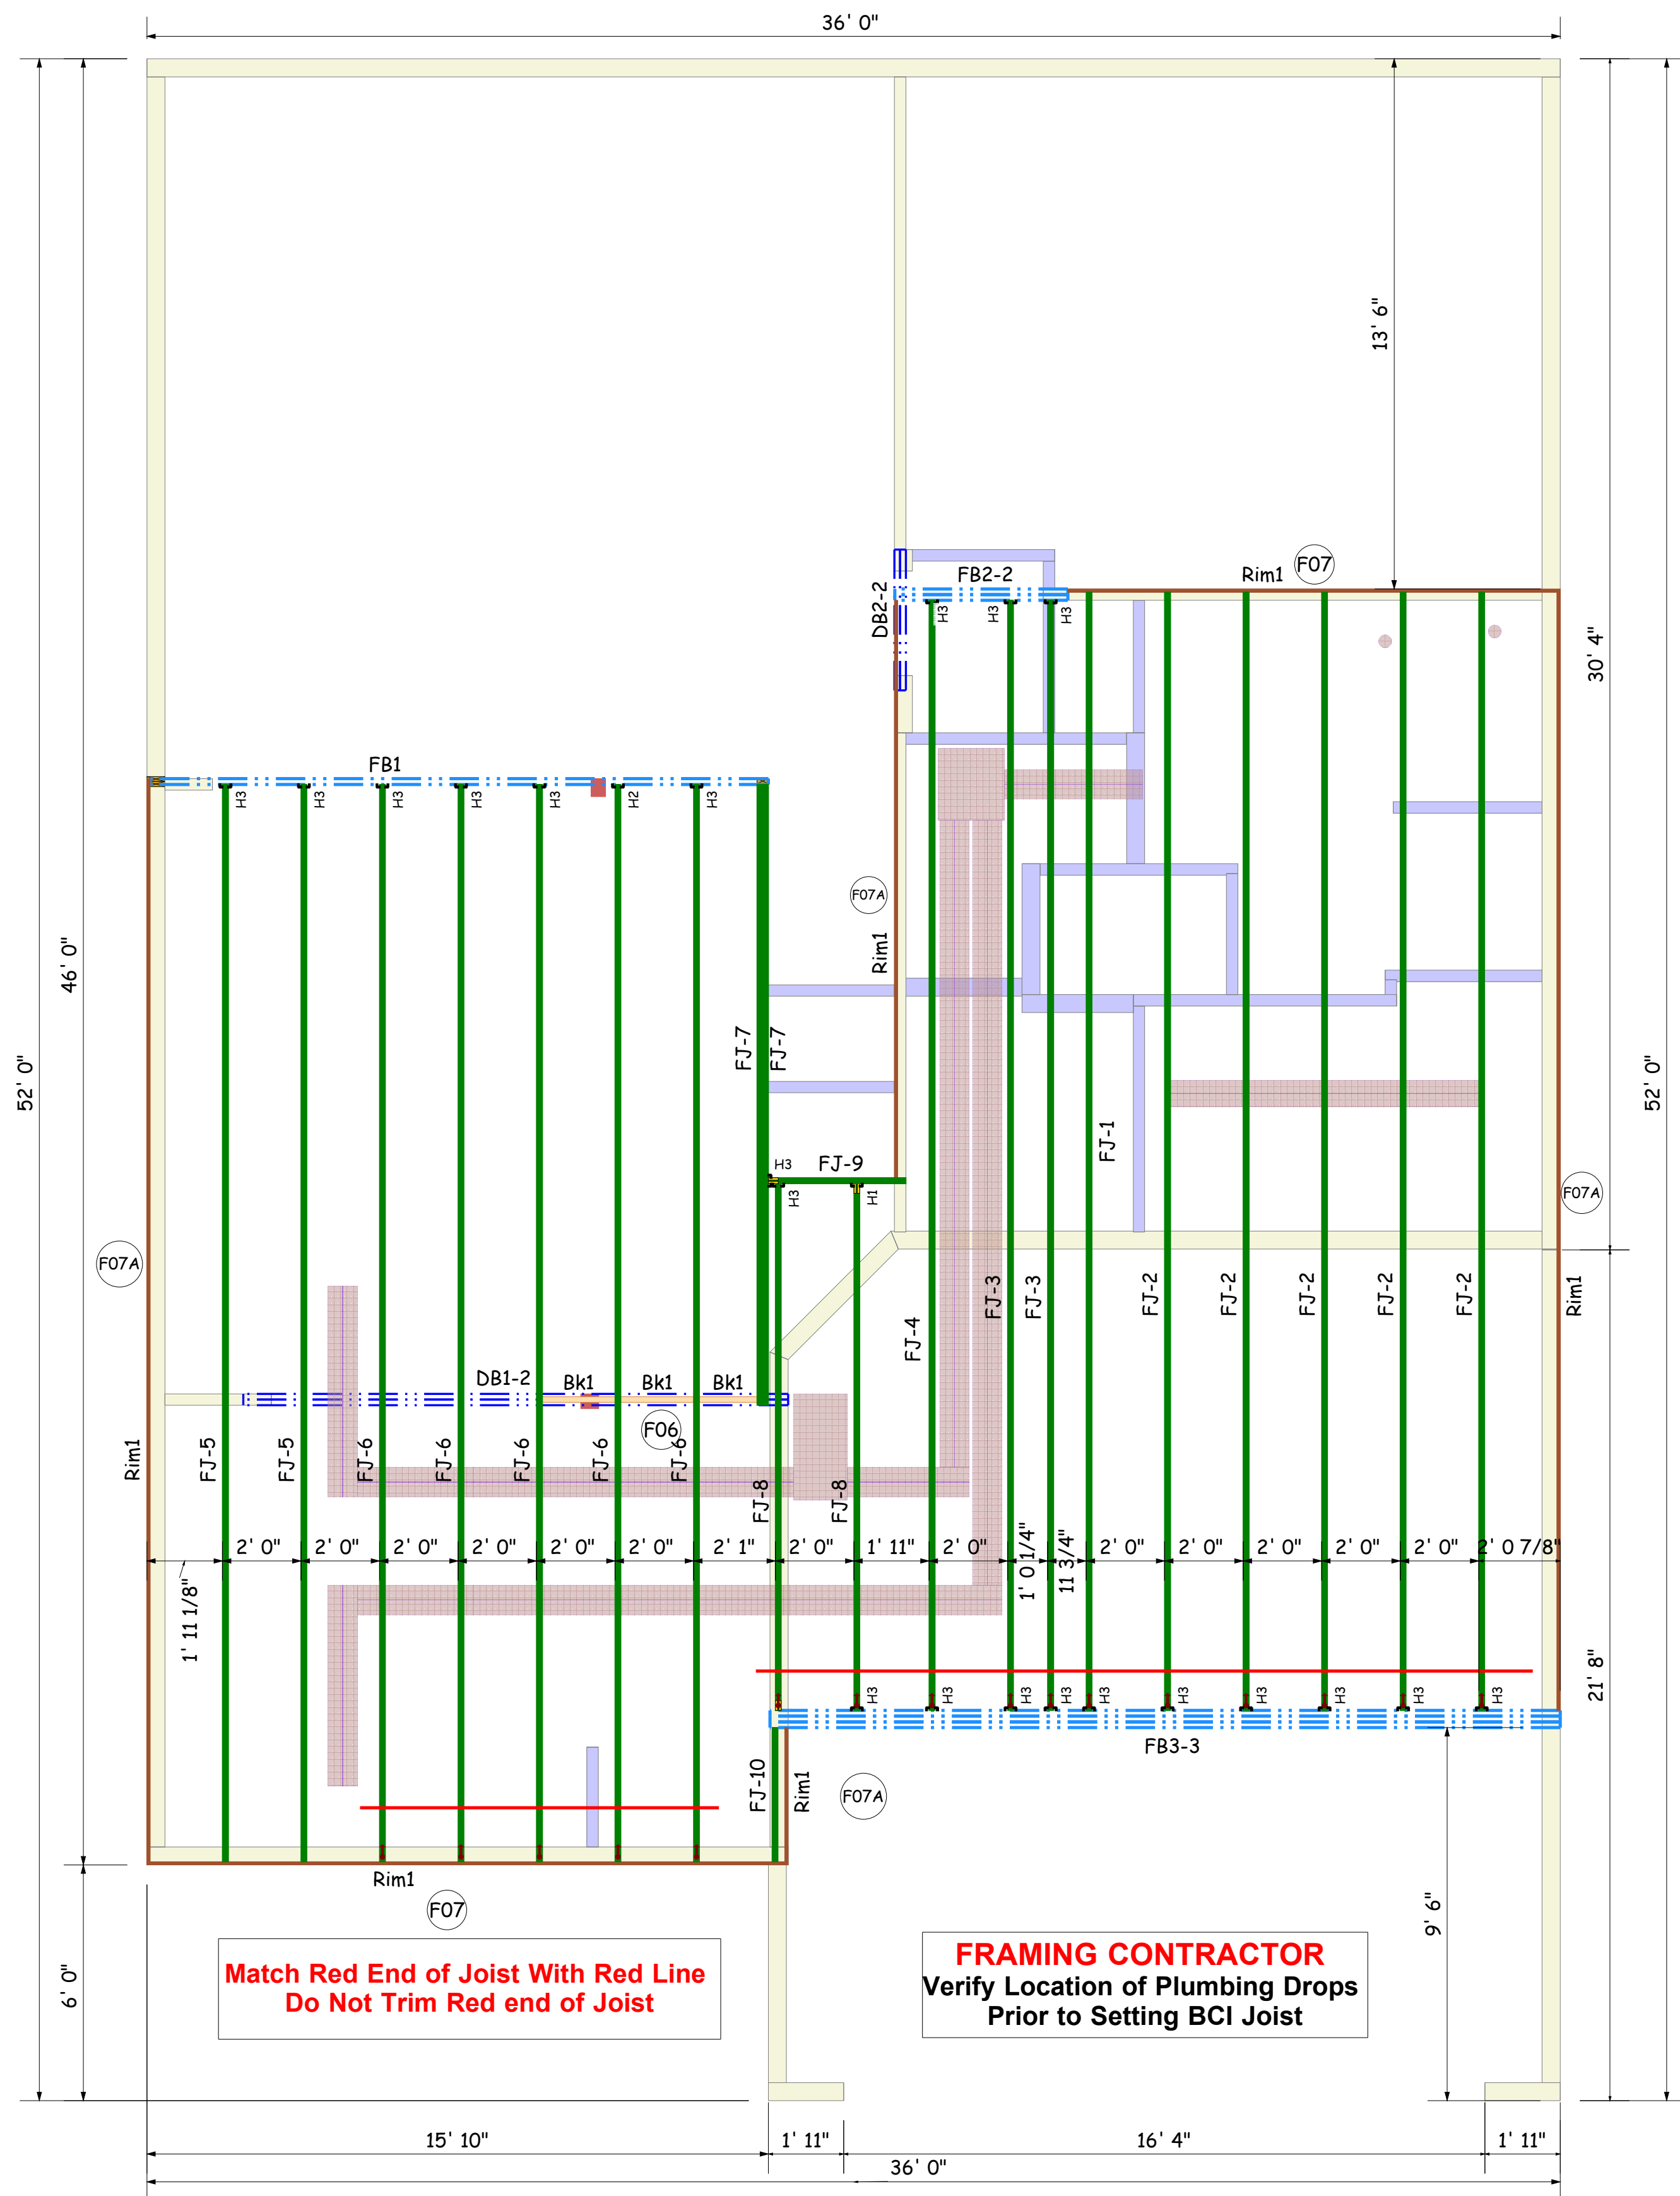 36' 0"
13' 6"
FB2-2
Rim1
F07
DB2-2
H3
H3
H3
30' 4"
FB1
H3
H3
H3
H3
H3
H2
H3
F07A
Rim1
46' 0"
52' 0"
52' 0"
FJ-7
FJ-7
FJ-1
H3
FJ-9
H3
H1
F07A
F07A
FJ-3
FJ-3
FJ-4
FJ-2
FJ-2
FJ-2
FJ-2
FJ-2
Rim1
DB1-2
Bk1
Bk1
Bk1
F06
Rim1
FJ-5
FJ-5
FJ-6
FJ-6
FJ-6
FJ-6
FJ-6
FJ-8
FJ-8
2' 0"
2' 0"
2' 0"
2' 0"
2' 0"
2' 0"
2' 1"
2' 0"
1' 11"
2' 0"
1' 0 1/4"
11 3/4"
2' 0"
2' 0"
2' 0"
2' 0"
2' 0"
2' 0 7/8"
1' 11 1/8"
21' 8"
H3
H3
H3
H3
H3
H3
H3
H3
H3
H3
FB3-3
FJ-10
Rim1
F07A
Rim1
F07
9' 6"
6' 0"
Match Red End of Joist With Red Line
Do Not Trim Red end of Joist
FRAMING CONTRACTOR
Verify Location of Plumbing Drops
Prior to Setting BCI Joist
15' 10"
1' 11"
16' 4"
1' 11"
36' 0"